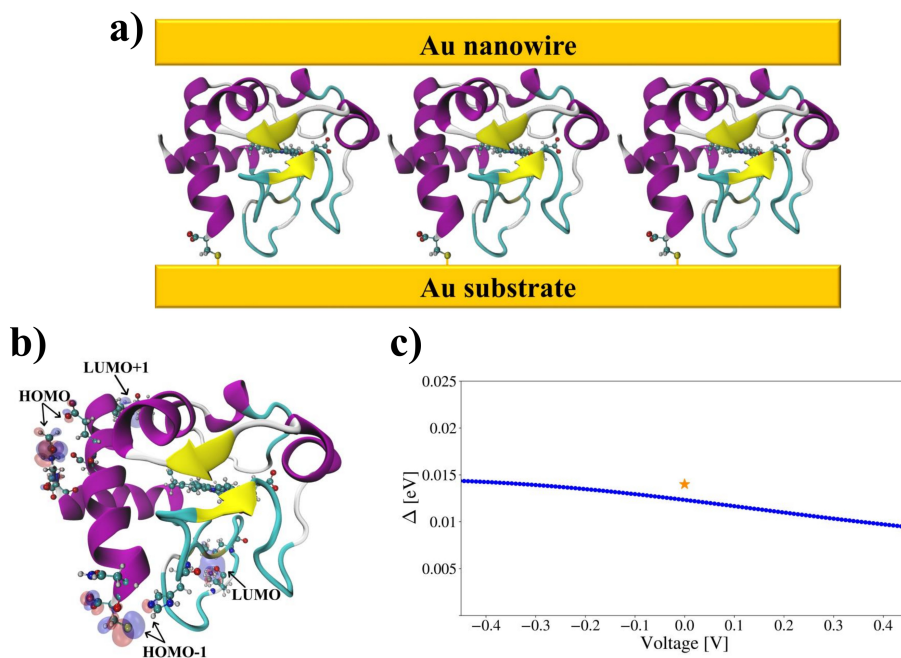 a)
Au nanowire
Au substrate
b)
LUMO+1
HOMO
LUMO
HOMO-1
c)
0.025
0.020
0.015
0.010
0.005
Δ [eV]
−0.4 −0.3 −0.2 −0.1 0.0 0.1 0.2 0.3 0.4
Voltage [V]